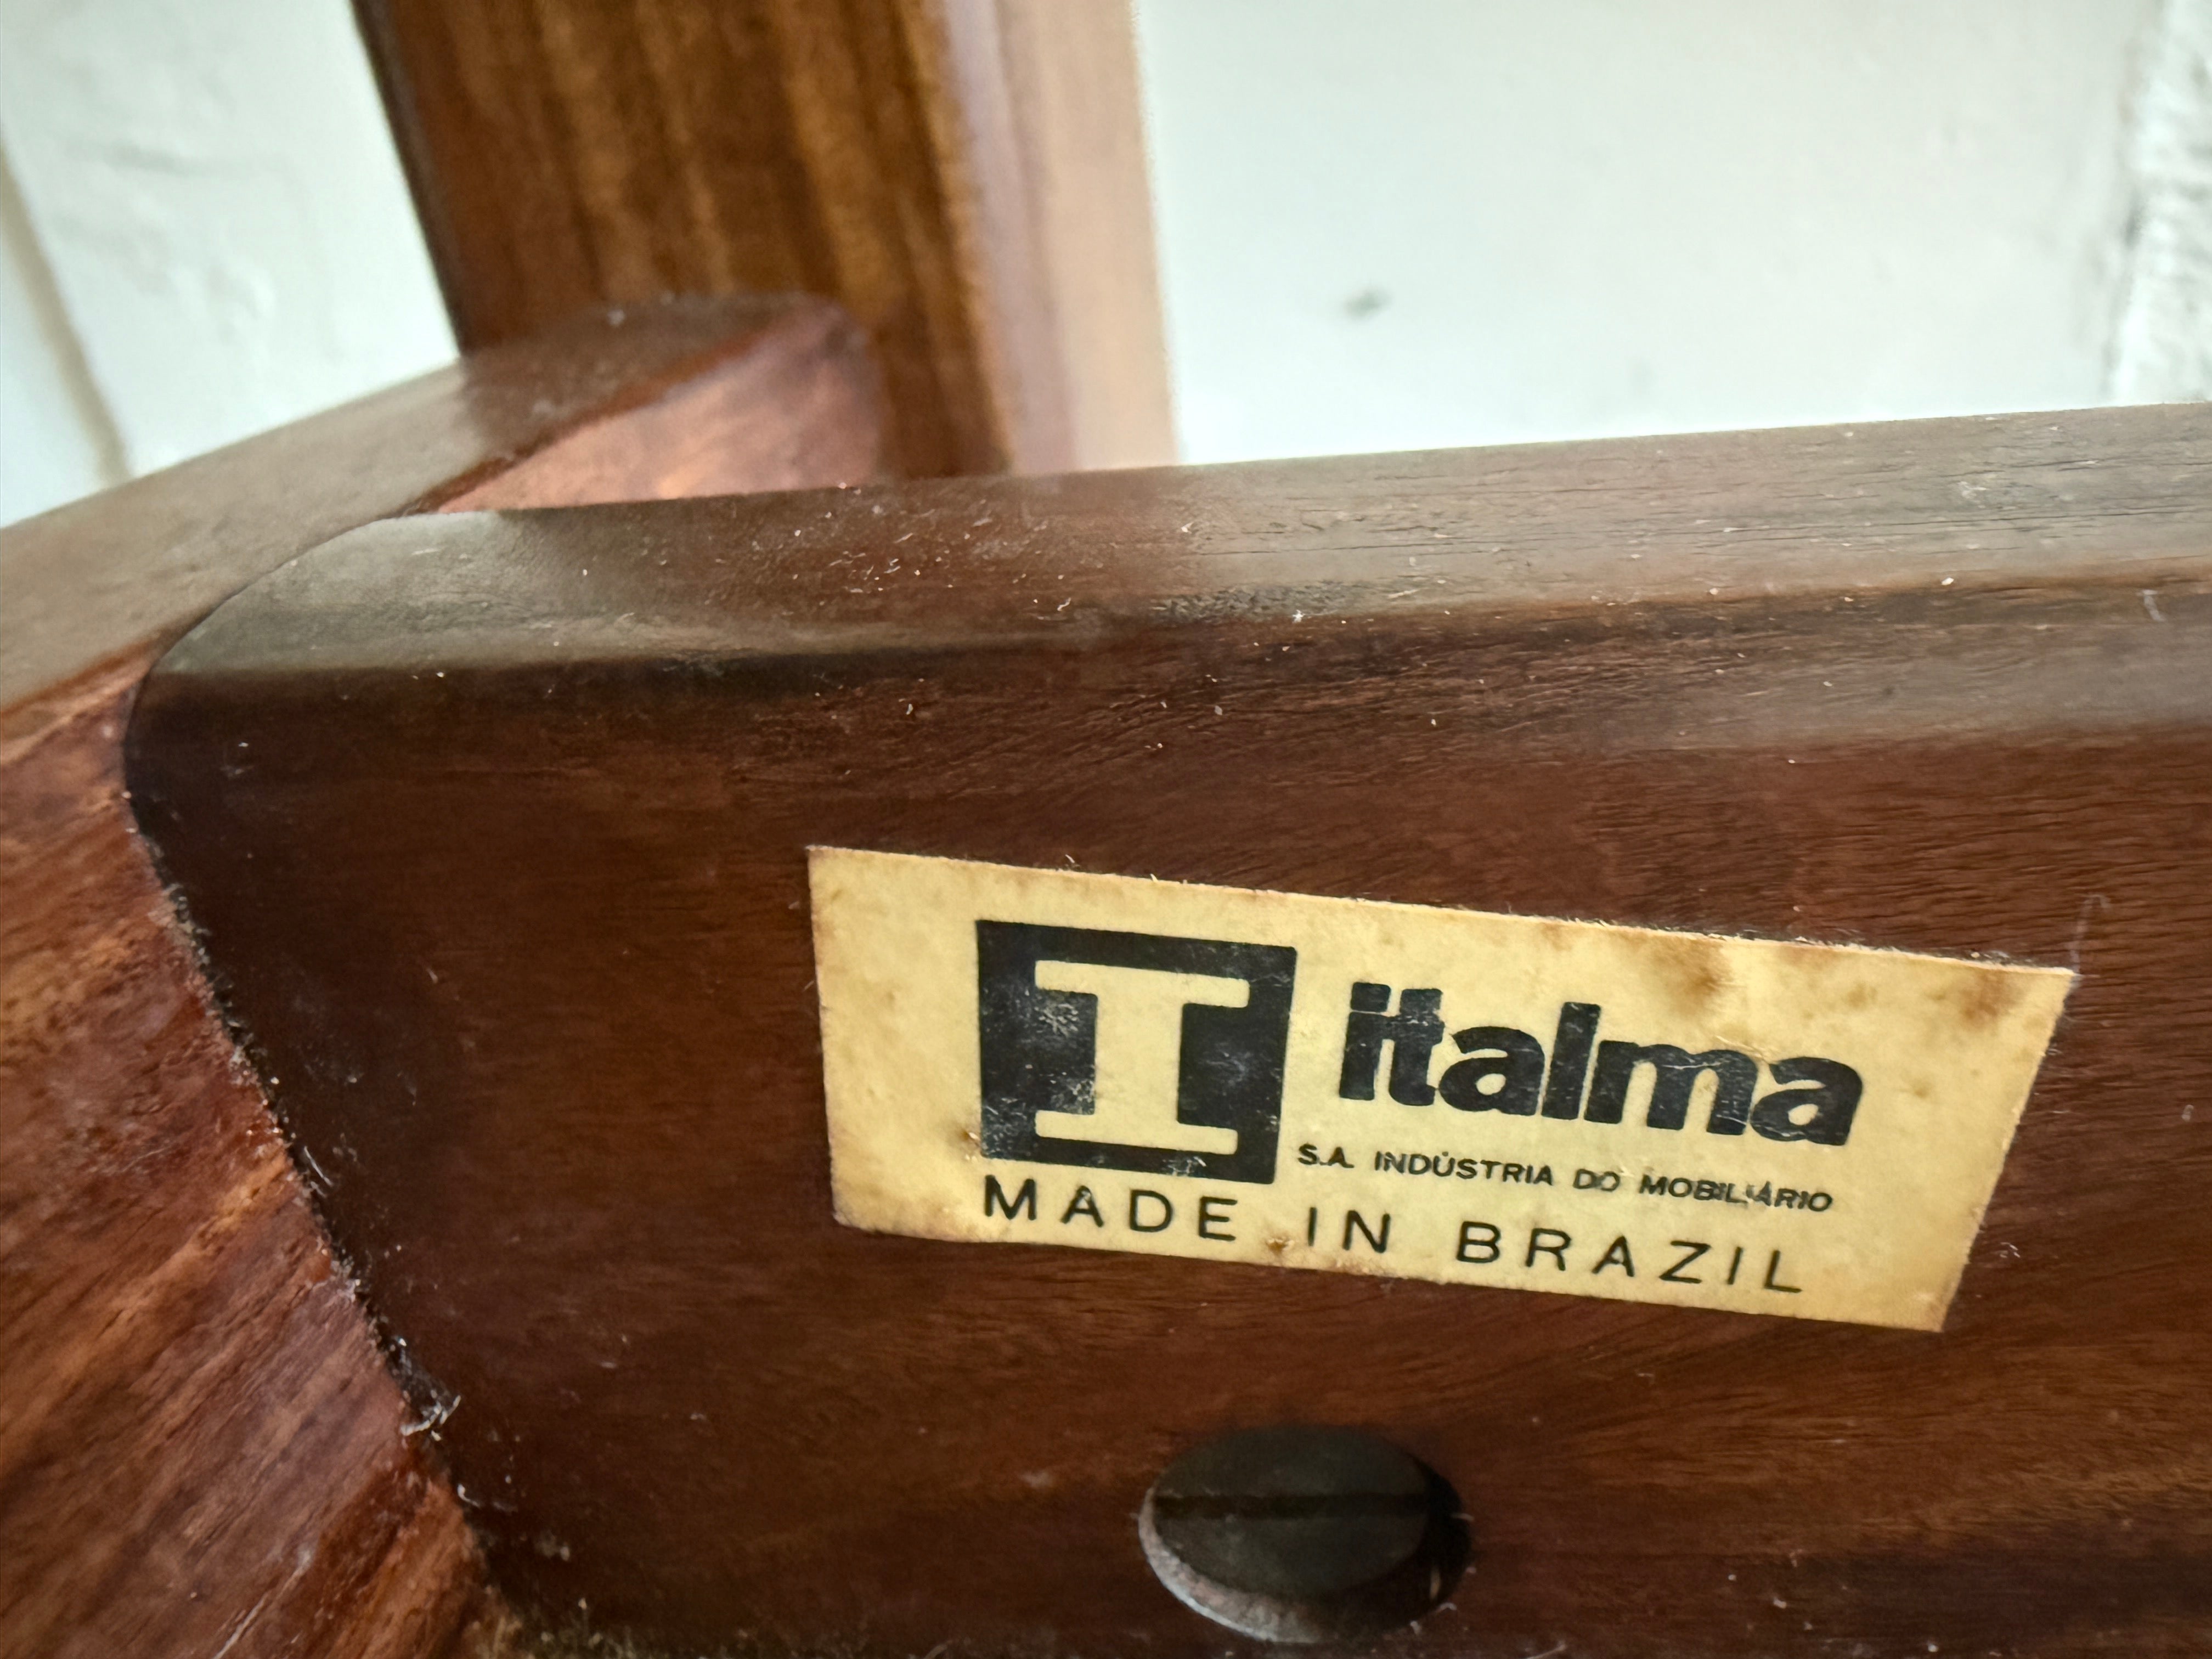 I italma
S.A. INDÚSTRIA DO MOBILIÁRIO
MADE IN BRAZIL